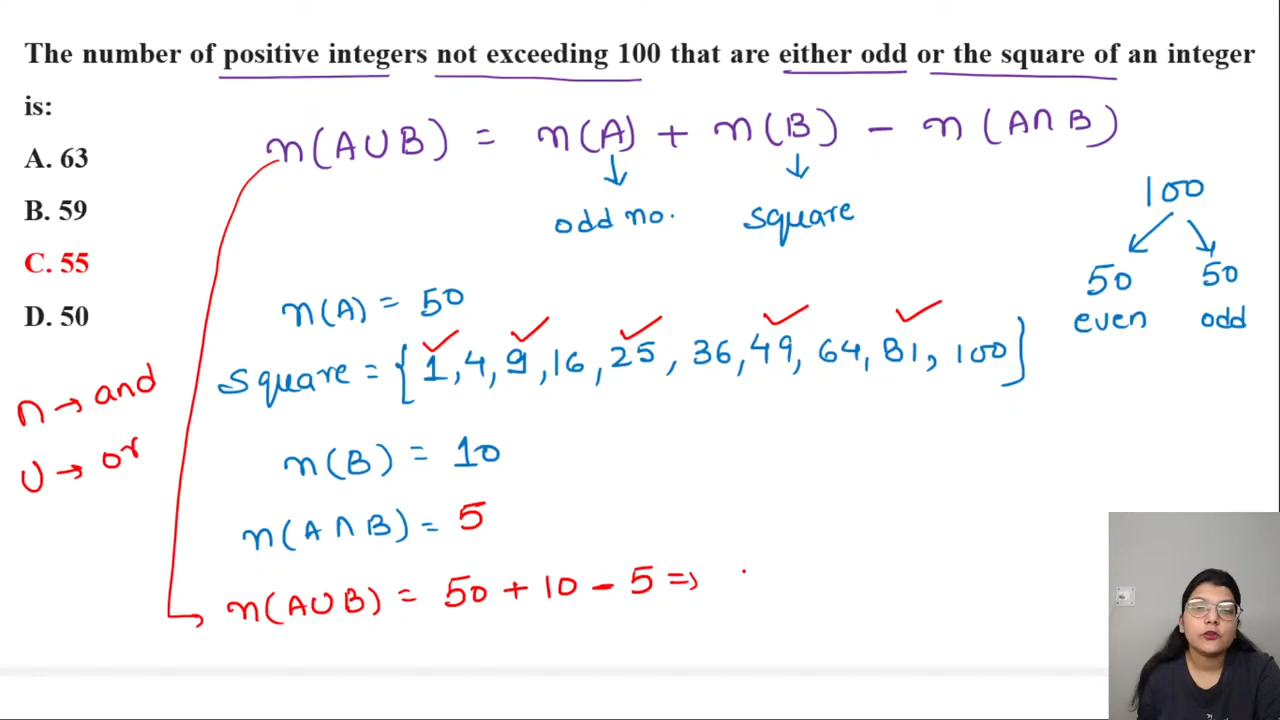 The number of positive integers not exceeding 100 that are either odd or the square of an integer
is:
n(A∪B) = n(A) + n(B) - n(A∩B)
A. 63
odd no.
square
100
B. 59
C. 55
50
50
even
odd
D. 50
n(A) = 50
square = {1, 4, 9, 16, 25, 36, 49, 64, 81, 100}
∩ → and
∪ → or
n(B) = 10
n(A∩B) = 5
n(A∪B) = 50 + 10 - 5 ⇒